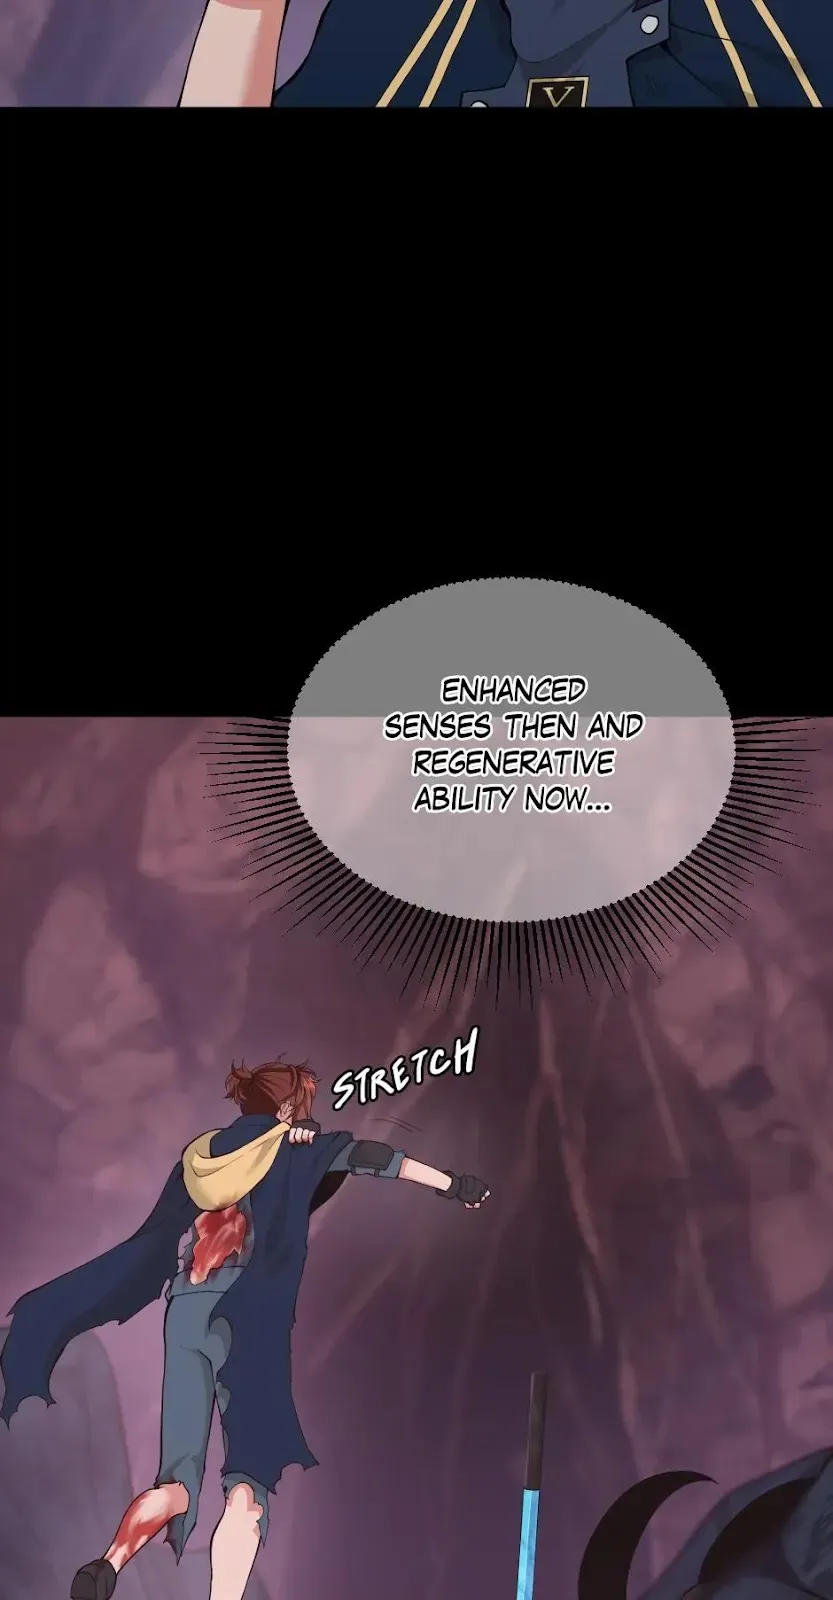 V
ENHANCED
SENSES THEN AND
REGENERATIVE
ABILITY NOW...
STRETCH